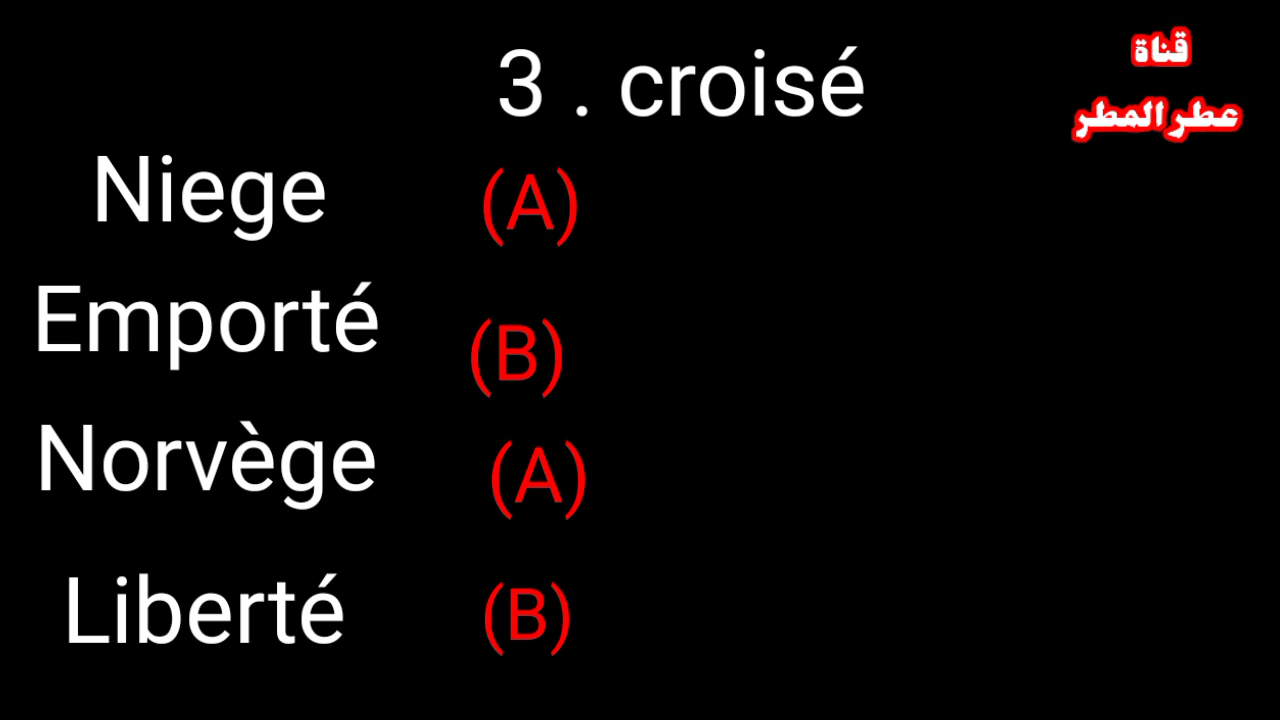 3 . croisé
قناة
عطر المطر
Niege (A)
Emporté (B)
Norvège (A)
Liberté (B)